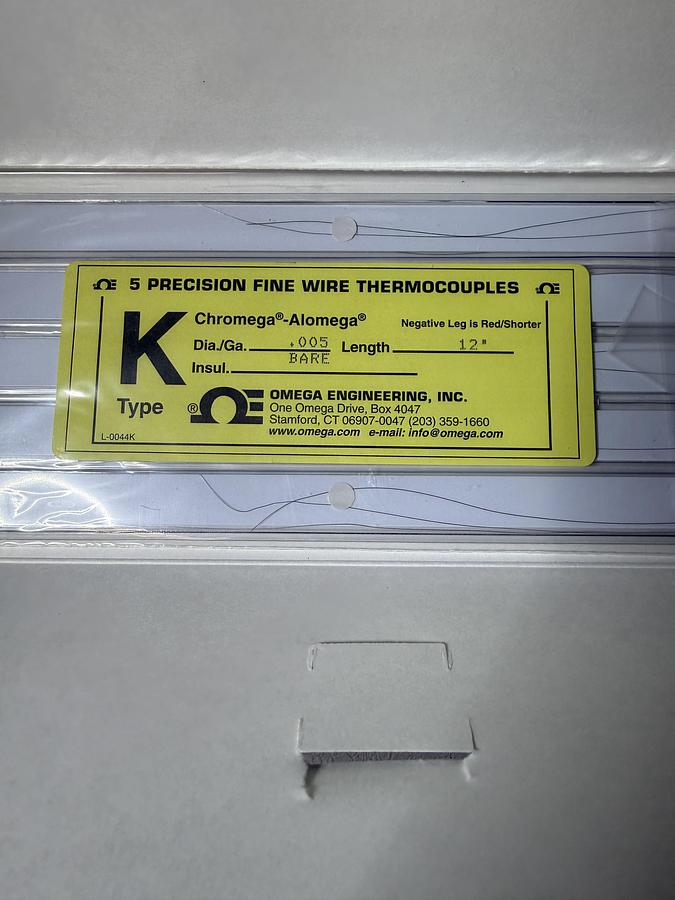 5 PRECISION FINE WIRE THERMOCOUPLES
K
Type
Chromega®-Alomega®
Negative Leg is Red/Shorter
Dia./Ga. .005 Length 12"
BARE
Insul.
® OMEGA ENGINEERING, INC.
One Omega Drive, Box 4047
Stamford, CT 06907-0047 (203) 359-1660
www.omega.com e-mail: info@omega.com
L-0044K